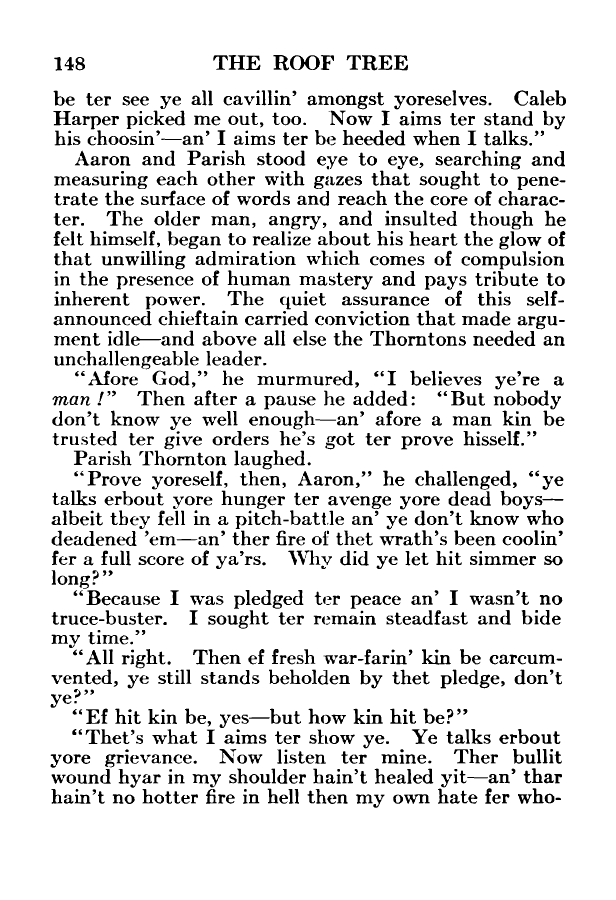 148 THE ROOF TREE
be ter see ye all cavillin' amongst yoreselves. Caleb
Harper picked me out, too. Now I aims ter stand by
his choosin'—an' I aims ter be heeded when I talks."
Aaron and Parish stood eye to eye, searching and
measuring each other with gazes that sought to pene-
trate the surface of words and reach the core of charac-
ter. The older man, angry, and insulted though he
felt himself, began to realize about his heart the glow of
that unwilling admiration which comes of compulsion
in the presence of human mastery and pays tribute to
inherent power. The quiet assurance of this self-
announced chieftain carried conviction that made argu-
ment idle—and above all else the Thorntons needed an
unchallengeable leader.
"Afore God," he murmured, "I believes ye're a
man!" Then after a pause he added: "But nobody
don't know ye well enough—an' afore a man kin be
trusted ter give orders he's got ter prove hisself."
Parish Thornton laughed.
"Prove yoreself, then, Aaron," he challenged, "ye
talks erbout yore hunger ter avenge yore dead boys—
albeit they fell in a pitch-battle an' ye don't know who
deadened 'em—an' ther fire of thet wrath's been coolin'
fer a full score of ya'rs. Why did ye let hit simmer so
long?"
"Because I was pledged ter peace an' I wasn't no
truce-buster. I sought ter remain steadfast and bide
my time."
"All right. Then ef fresh war-farin' kin be carcum-
vented, ye still stands beholden by thet pledge, don't
ye?"
"Ef hit kin be, yes—but how kin hit be?"
"Thet's what I aims ter show ye. Ye talks erbout
yore grievance. Now listen ter mine. Ther bullit
wound hyar in my shoulder hain't healed yit—an' thar
hain't no hotter fire in hell then my own hate fer who-